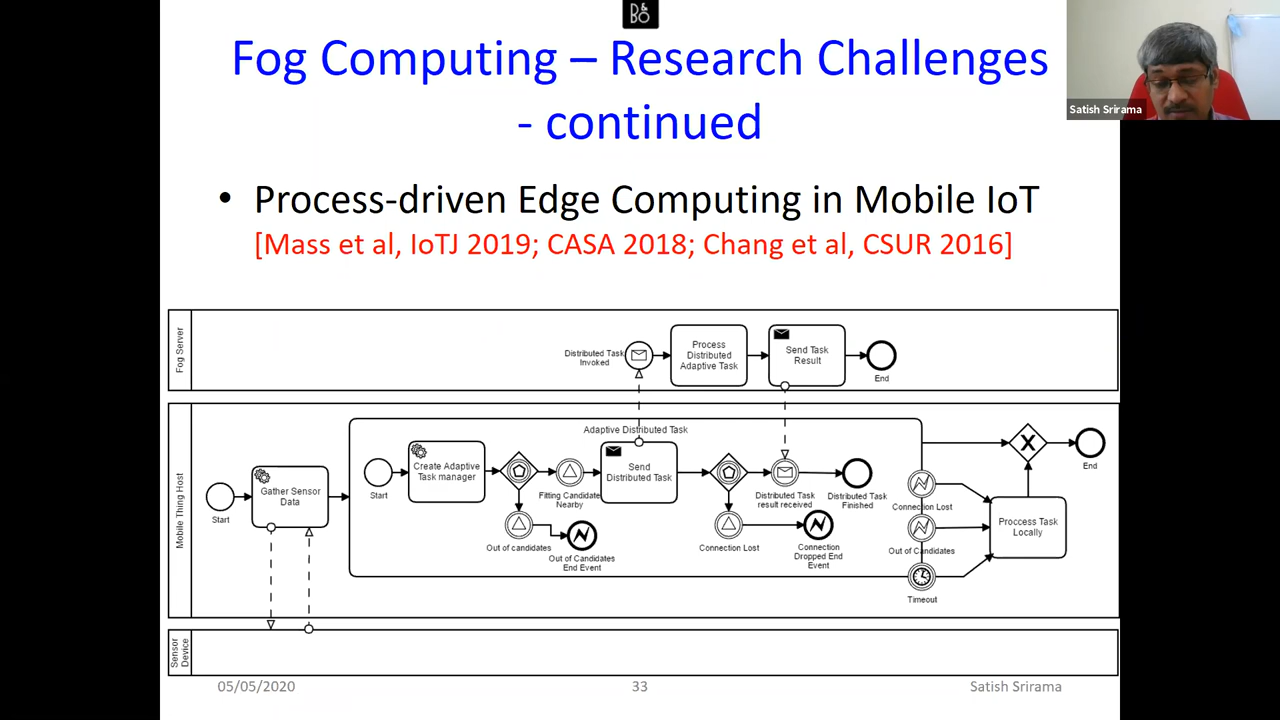 B&
BO
Satish Srirama
Fog Computing – Research Challenges
- continued
• Process-driven Edge Computing in Mobile IoT
[Mass et al, IoTJ 2019; CASA 2018; Chang et al, CSUR 2016]
Fog Server
Distributed Task
Invoked
Process
Distributed
Adaptive Task
Send Task
Result
End
Mobile Thing Host
Start
Gather Sensor
Data
Adaptive Distributed Task
Start
Create Adaptive
Task manager
Fitting Candidate
Nearby
Out of candidates
Out of Candidates
End Event
Send
Distributed Task
Distributed Task
result received
Distributed Task
Finished
Connection Lost
Connection
Dropped End
Event
Connection Lost
Out of Candidates
Timeout
Proccess Task
Locally
X
End
Sensor
Device
05/05/2020
33
Satish Srirama